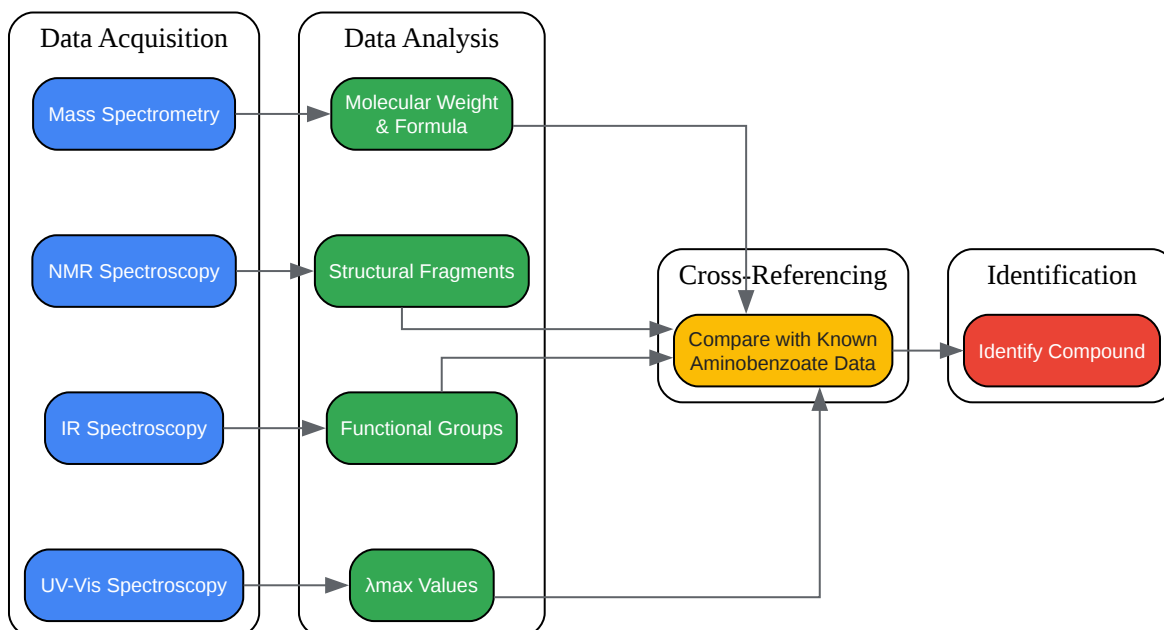 Data Acquisition
Mass Spectrometry
NMR Spectroscopy
IR Spectroscopy
UV-Vis Spectroscopy
Data Analysis
Molecular Weight
& Formula
Structural Fragments
Functional Groups
λmax Values
Cross-Referencing
Compare with Known
Aminobenzoate Data
Identification
Identify Compound